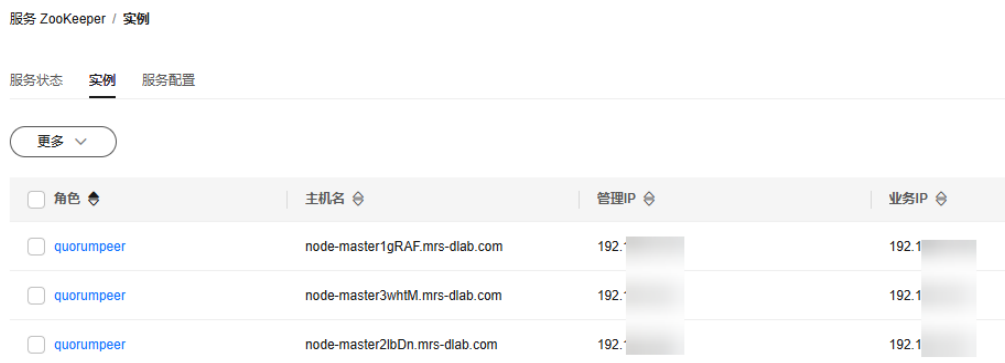 服务 ZooKeeper / 实例
服务状态 实例 服务配置
更多
角色 主机名 管理IP 业务IP
quorumpeer node-master1gRAF.mrs-dlab.com 192. 192.1
quorumpeer node-master3whtM.mrs-dlab.com 192. 192.1
quorumpeer node-master2lbDn.mrs-dlab.com 192. 192.1